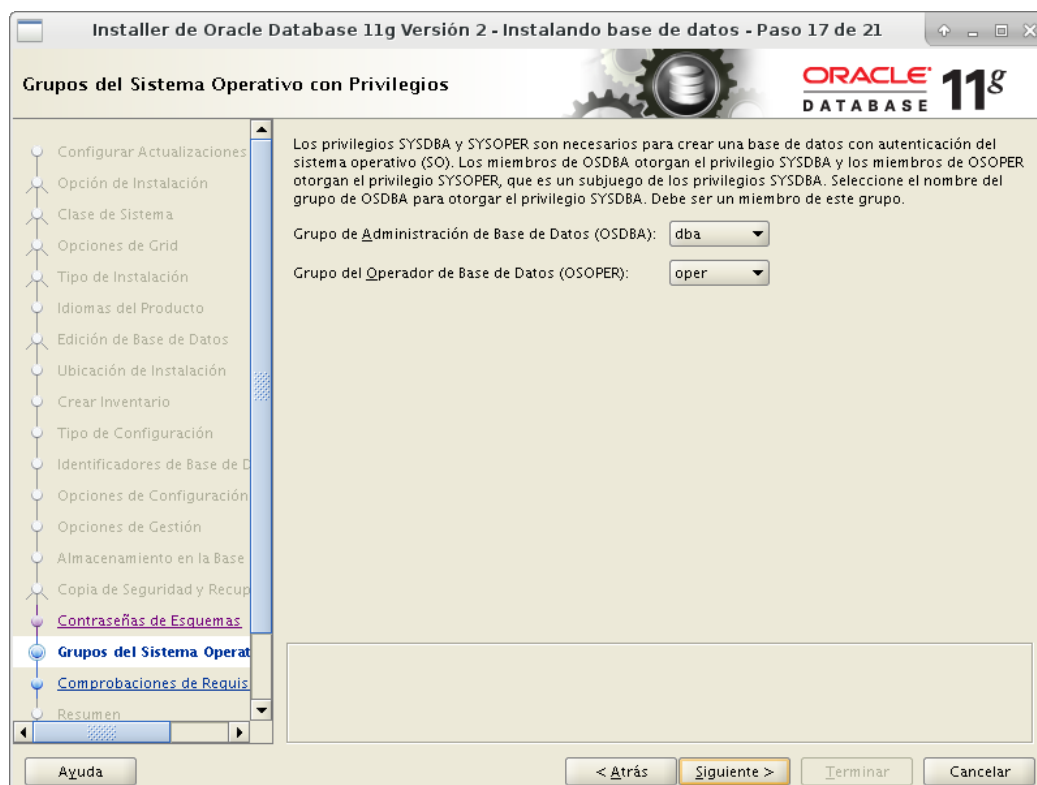 Installer de Oracle Database 11g Versión 2 - Instalando base de datos - Paso 17 de 21
Grupos del Sistema Operativo con Privilegios
ORACLE
DATABASE
11g
Configurar Actualizaciones
Opción de Instalación
Clase de Sistema
Opciones de Grid
Tipo de Instalación
Idiomas del Producto
Edición de Base de Datos
Ubicación de Instalación
Crear Inventario
Tipo de Configuración
Identificadores de Base de D
Opciones de Configuración
Opciones de Gestión
Almacenamiento en la Base
Copia de Seguridad y Recup
Contraseñas de Esquemas
Grupos del Sistema Operat
Comprobaciones de Requis
Resumen
Los privilegios SYSDBA y SYSOPER son necesarios para crear una base de datos con autenticación del
sistema operativo (SO). Los miembros de OSDBA otorgan el privilegio SYSDBA y los miembros de OSOPER
otorgan el privilegio SYSOPER, que es un subjuego de los privilegios SYSDBA. Seleccione el nombre del
grupo de OSDBA para otorgar el privilegio SYSDBA. Debe ser un miembro de este grupo.
Grupo de Administración de Base de Datos (OSDBA): dba
Grupo del Operador de Base de Datos (OSOPER): oper
Ayuda
< Atrás
Siguiente >
Terminar
Cancelar